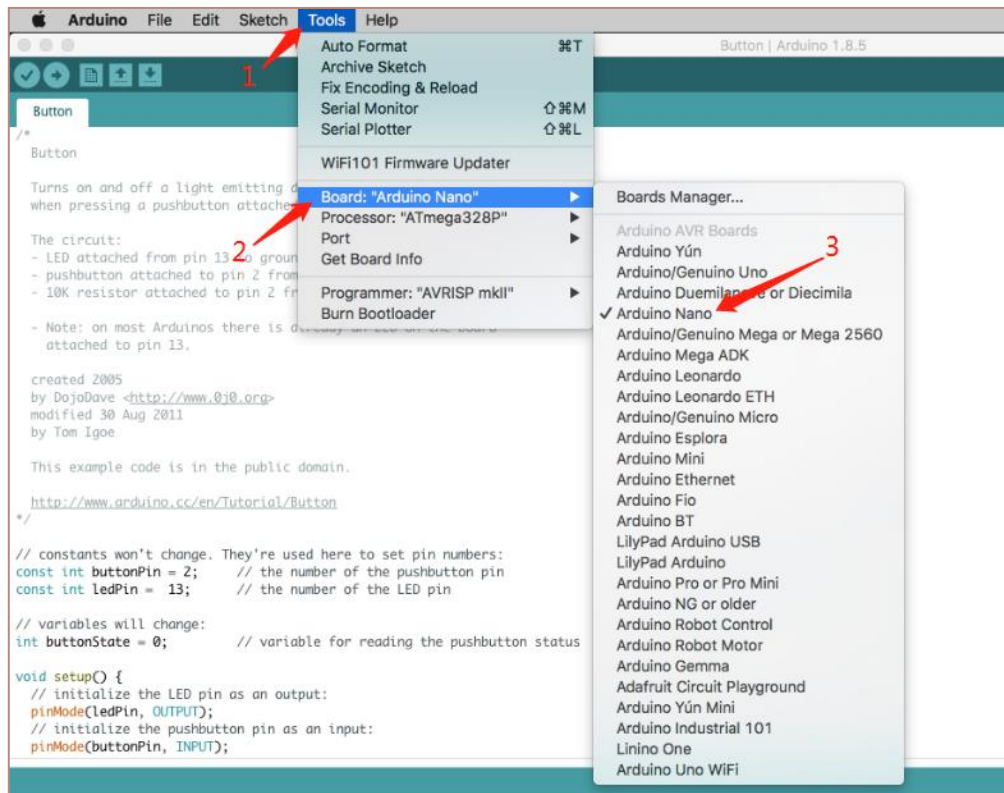 Arduino File Edit Sketch Tools Help
Button | Arduino 1.8.5
1
Button
Auto Format ⌘T
Archive Sketch
Fix Encoding & Reload
Serial Monitor ⇧⌘M
Serial Plotter ⇧⌘L
WiFi101 Firmware Updater
Board: "Arduino Nano"
2
Processor: "ATmega328P"
Port
Get Board Info
Programmer: "AVRISP mkII"
Burn Bootloader
Boards Manager...
Arduino AVR Boards
3
Arduino Yún
Arduino/Genuino Uno
Arduino Duemilanove or Diecimila
✓ Arduino Nano
Arduino/Genuino Mega or Mega 2560
Arduino Mega ADK
Arduino Leonardo
Arduino Leonardo ETH
Arduino/Genuino Micro
Arduino Esplora
Arduino Mini
Arduino Ethernet
Arduino Fio
Arduino BT
LilyPad Arduino USB
LilyPad Arduino
Arduino Pro or Pro Mini
Arduino NG or older
Arduino Robot Control
Arduino Robot Motor
Arduino Gemma
Adafruit Circuit Playground
Arduino Yún Mini
Arduino Industrial 101
Linino One
Arduino Uno WiFi
/*
Button
Turns on and off a light emitting
when pressing a pushbutton
The circuit:
- LED attached from pin 13 to
- pushbutton attached to pin 2 from
- 10K resistor attached to pin 2
- Note: on most Arduinos there is already an LED on the board
attached to pin 13.
created 2005
by DojoDave <http://www.0j0.org>
modified 30 Aug 2011
by Tom Igoe
This example code is in the public domain.
http://www.arduino.cc/en/Tutorial/Button
*/
// constants won't change. They're used here to set pin numbers:
const int buttonPin = 2; // the number of the pushbutton pin
const int ledPin = 13; // the number of the LED pin
// variables will change:
int buttonState = 0; // variable for reading the pushbutton status
void setup() {
// initialize the LED pin as an output:
pinMode(ledPin, OUTPUT);
// initialize the pushbutton pin as an input:
pinMode(buttonPin, INPUT);